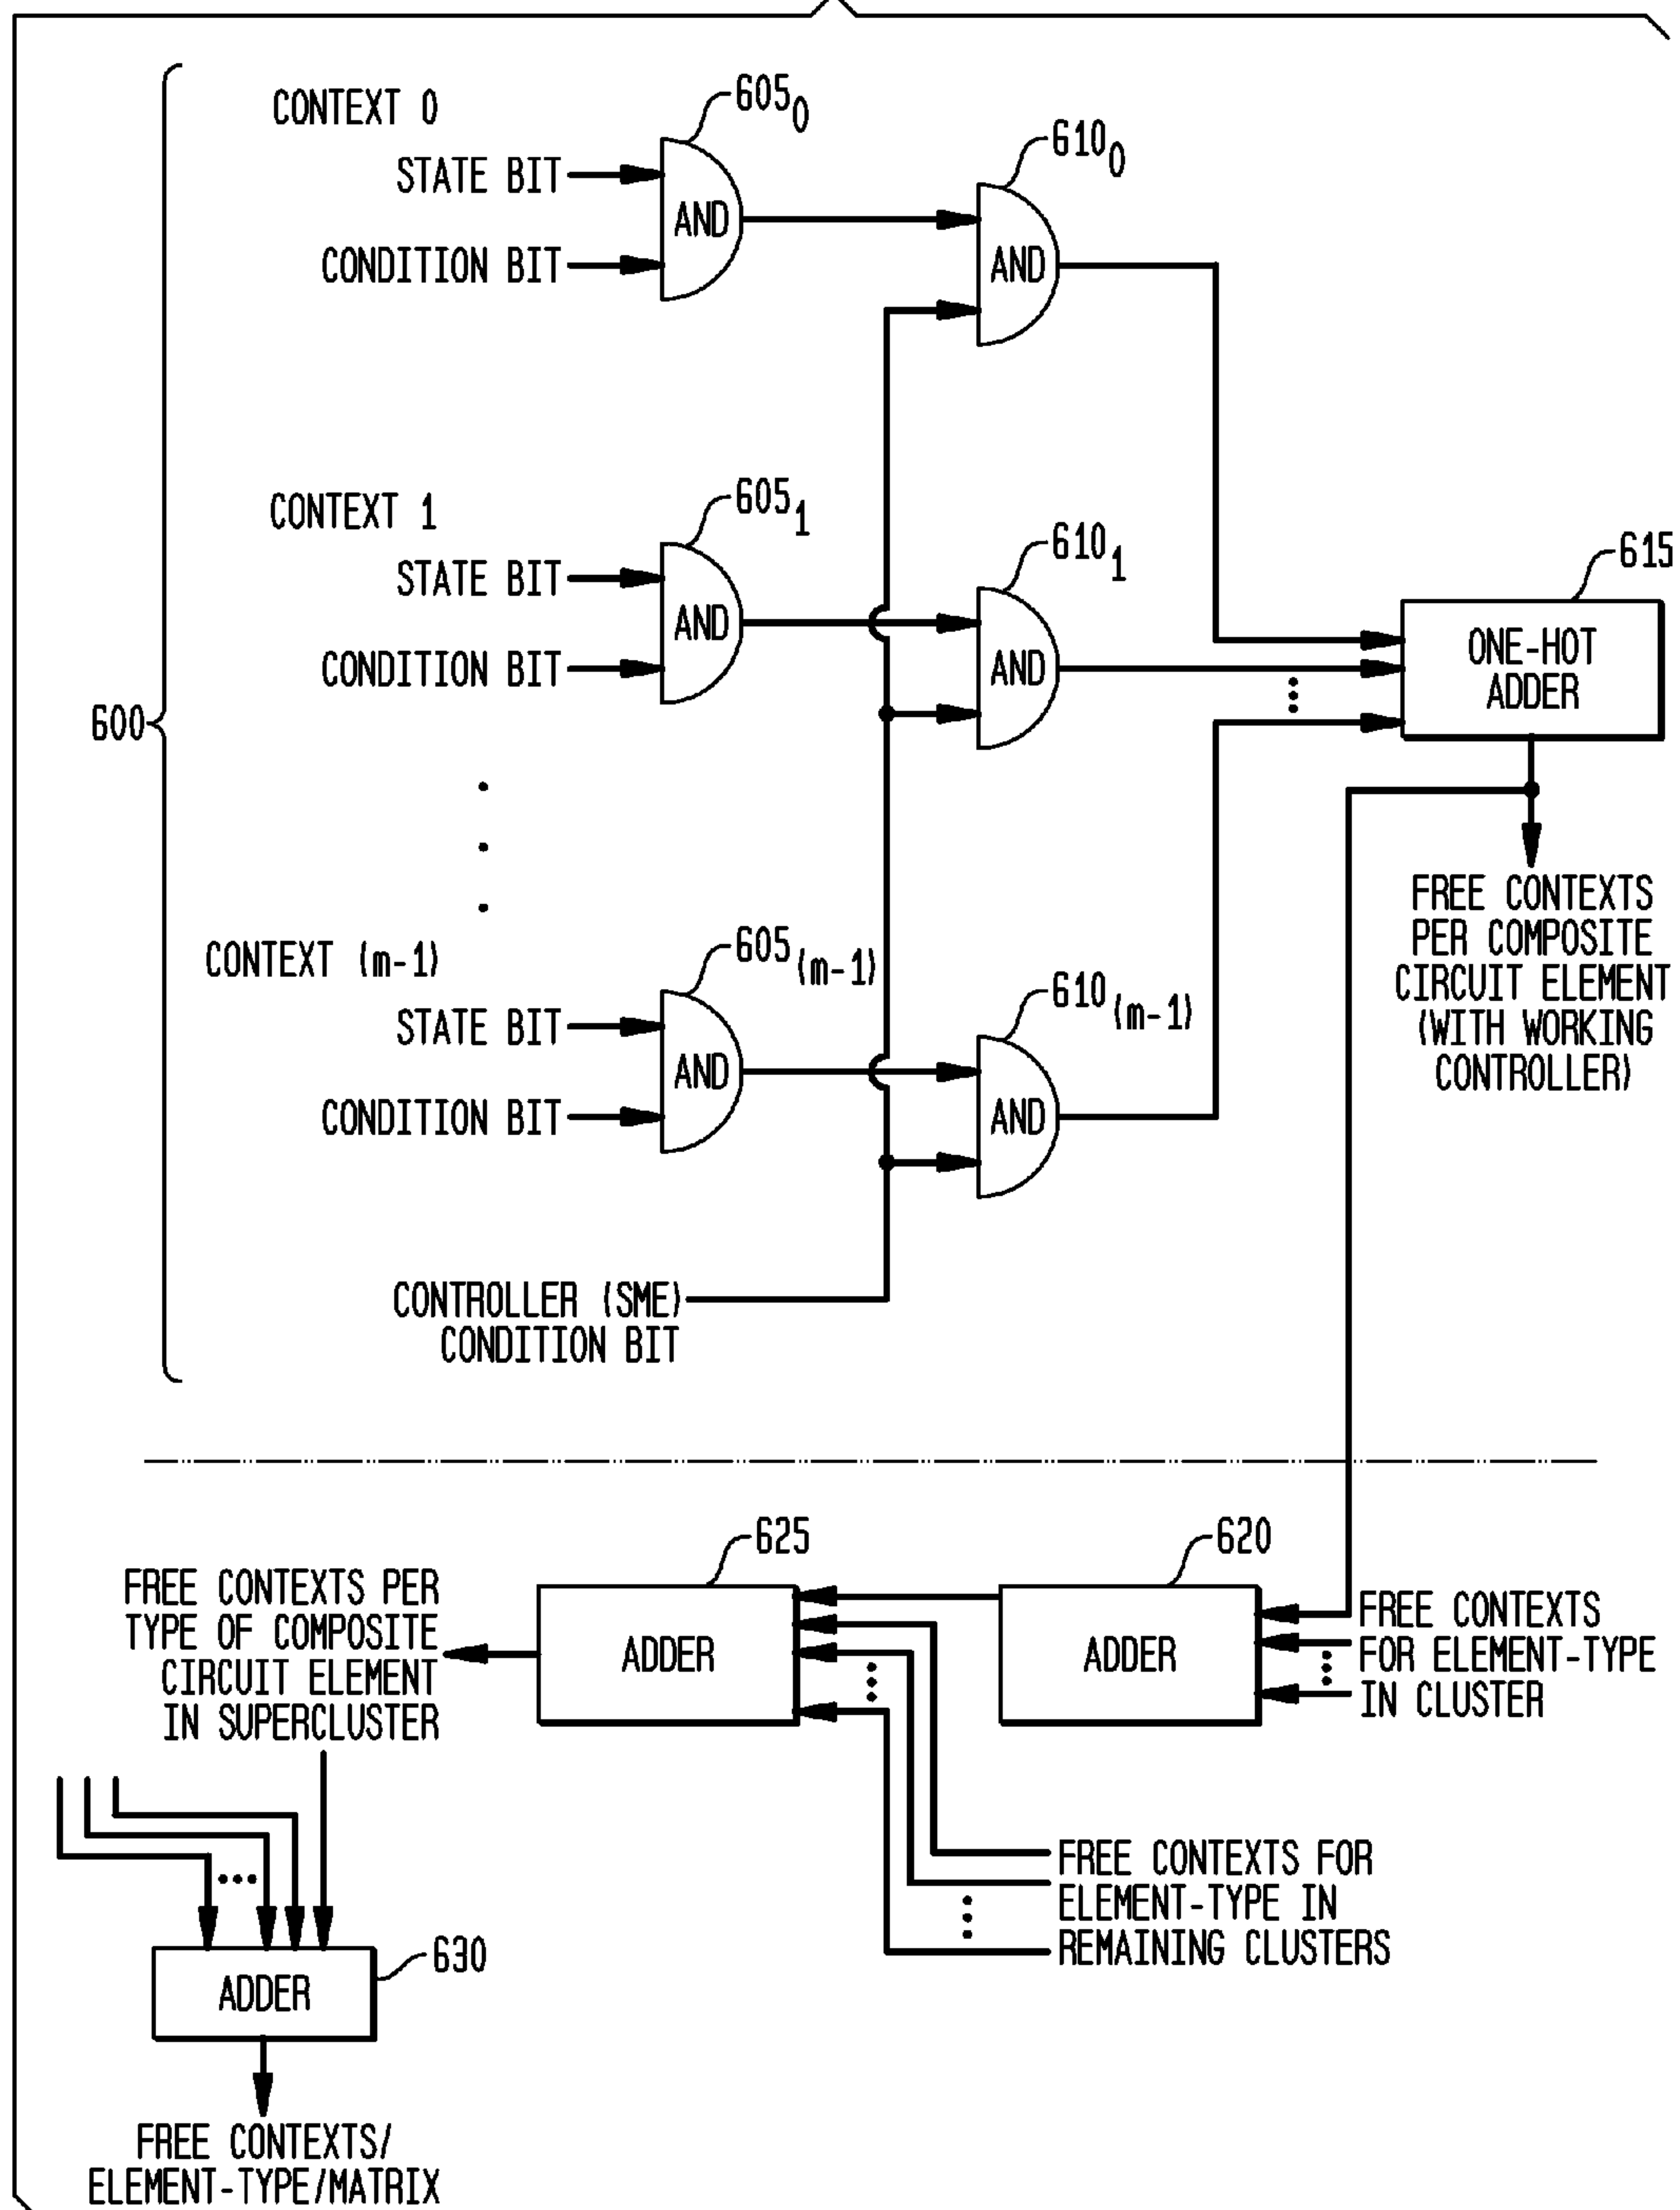 CONTEXT 0
605₀
610₀
STATE BIT
AND
CONDITION BIT
AND
CONTEXT 1
605₁
610₁
615
STATE BIT
AND
CONDITION BIT
AND
ONE-HOT
ADDER
600
FREE CONTEXTS
PER COMPOSITE
CIRCUIT ELEMENT
(WITH WORKING
CONTROLLER)
CONTEXT (m-1)
605(m-1)
610(m-1)
STATE BIT
AND
CONDITION BIT
AND
CONTROLLER (SME)
CONDITION BIT
625
620
FREE CONTEXTS PER
TYPE OF COMPOSITE
CIRCUIT ELEMENT
IN SUPERCLUSTER
ADDER
ADDER
FREE CONTEXTS
FOR ELEMENT-TYPE
IN CLUSTER
FREE CONTEXTS FOR
ELEMENT-TYPE IN
REMAINING CLUSTERS
630
ADDER
FREE CONTEXTS/
ELEMENT-TYPE/MATRIX